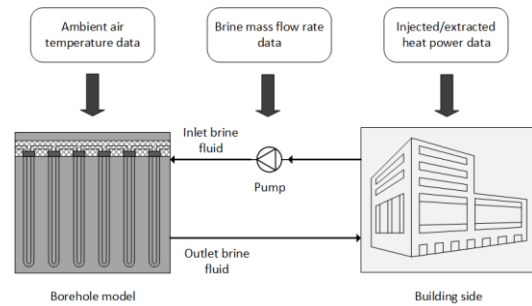 Ambient air
temperature data
Brine mass flow rate
data
Injected/extracted
heat power data
Inlet brine
fluid
Pump
Outlet brine
fluid
Borehole model
Building side